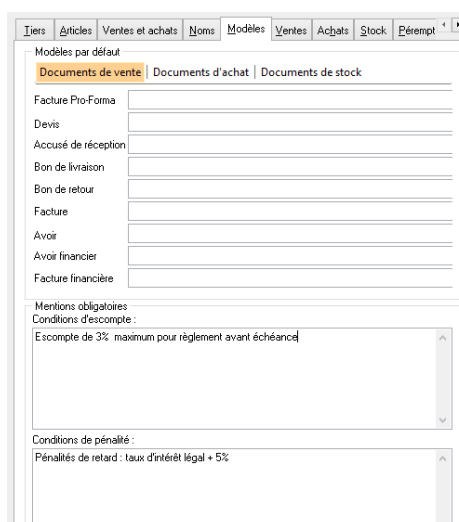 Tiers Articles Ventes et achats Noms Modèles Ventes Achats Stock
Modèles par défaut
Documents de vente Documents d'achat Documents de stock
Facture Pro-Forma
Devis
Accusé de réception
Bon de livraison
Bon de retour
Facture
Avoir
Avoir financier
Facture financière
Mentions obligatoires
Conditions d'escompte :
Escompte de 3% maximum pour règlement avant échéance
Conditions de pénalité :
Pénalités de retard : taux d'intérêt légal + 5%